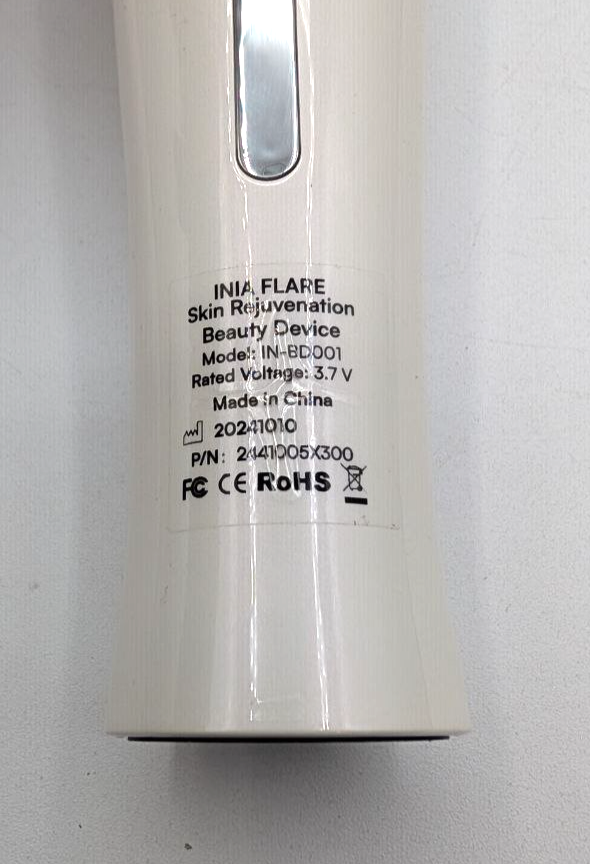 INIA FLARE
Skin Rejuvenation
Beauty Device
Model: IN-BD001
Rated Voltage: 3.7 V
Made in China
20241010
P/N: 2441005X300
FC CE RoHS